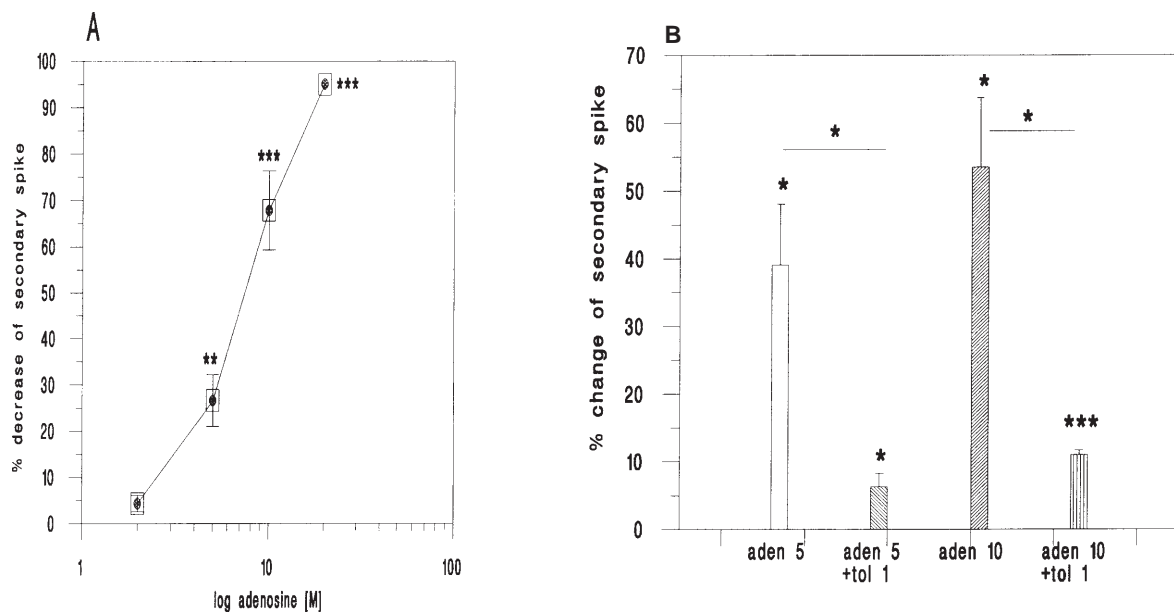 A
% decrease of secondary spike
100
90
80
70
60
50
40
30
20
10
0
**
***
***
1
10
100
log adenosine [M]
B
% change of secondary spike
70
60
50
40
30
20
10
0
*
*
*
*
*
***
aden 5
aden 5
+tol 1
aden 10
aden 10
+tol 1